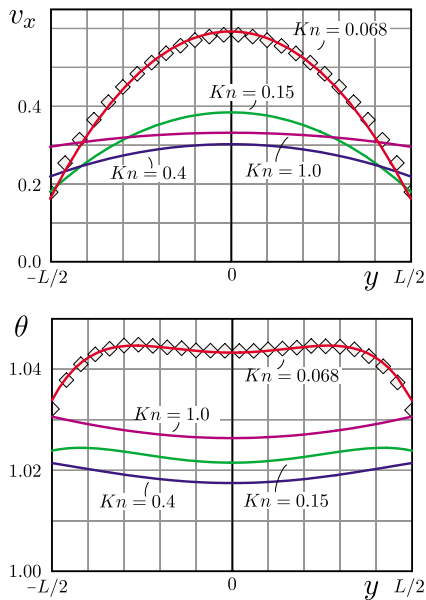 v_x
Kn = 0.068
0.4
Kn = 0.15
Kn = 0.4
Kn = 1.0
0.2
0.0
−L/2
0
y
L/2
θ
1.04
Kn = 0.068
Kn = 1.0
1.02
Kn = 0.4
Kn = 0.15
1.00
−L/2
0
y
L/2